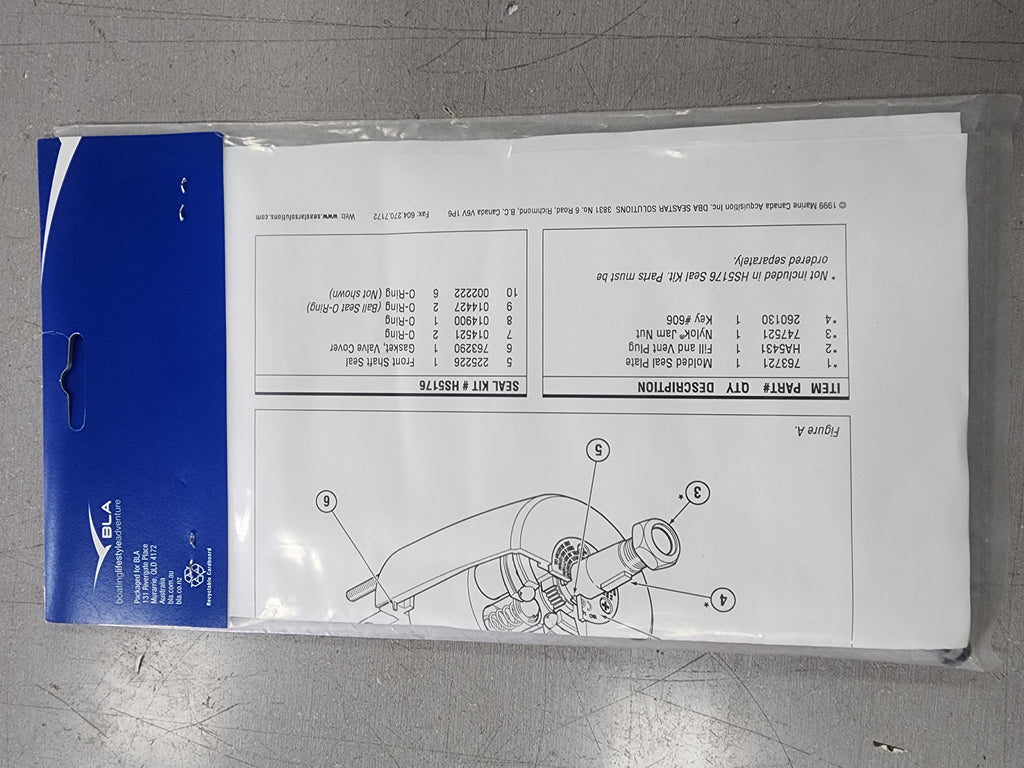 Figure A.
3
*
5
6
4
*
ITEM PART# QTY DESCRIPTION
*1 763721 1 Molded Seal Plate
*2 HA5431 1 Fill and Vent Plug
*3 747521 1 Nylok® Jam Nut
*4 260130 1 Key #606
* Not included in HS5176 Seal Kit. Parts must be
ordered separately.
SEAL KIT # HS5176
5 225226 1 Front Shaft Seal
6 763290 1 Gasket, Valve Cover
7 014521 2 O-Ring
8 014900 1 O-Ring
9 014427 2 O-Ring (Ball Seat O-Ring)
10 002222 6 O-Ring (Not shown)
© 1999 Marine Canada Acquisition Inc. DBA SEASTAR SOLUTIONS 3831 No. 6 Road, Richmond, B.C. Canada V6V 1P6 Fax: 604.270.7172 Web: www.seastarsolutions.com
BLA
boatinglifestyleadventure
Packaged for BLA
131 Rivergate Place
Murarrie, QLD 4172
Australia
bla.com.au
bla.co.nz
Recyclable Cardboard